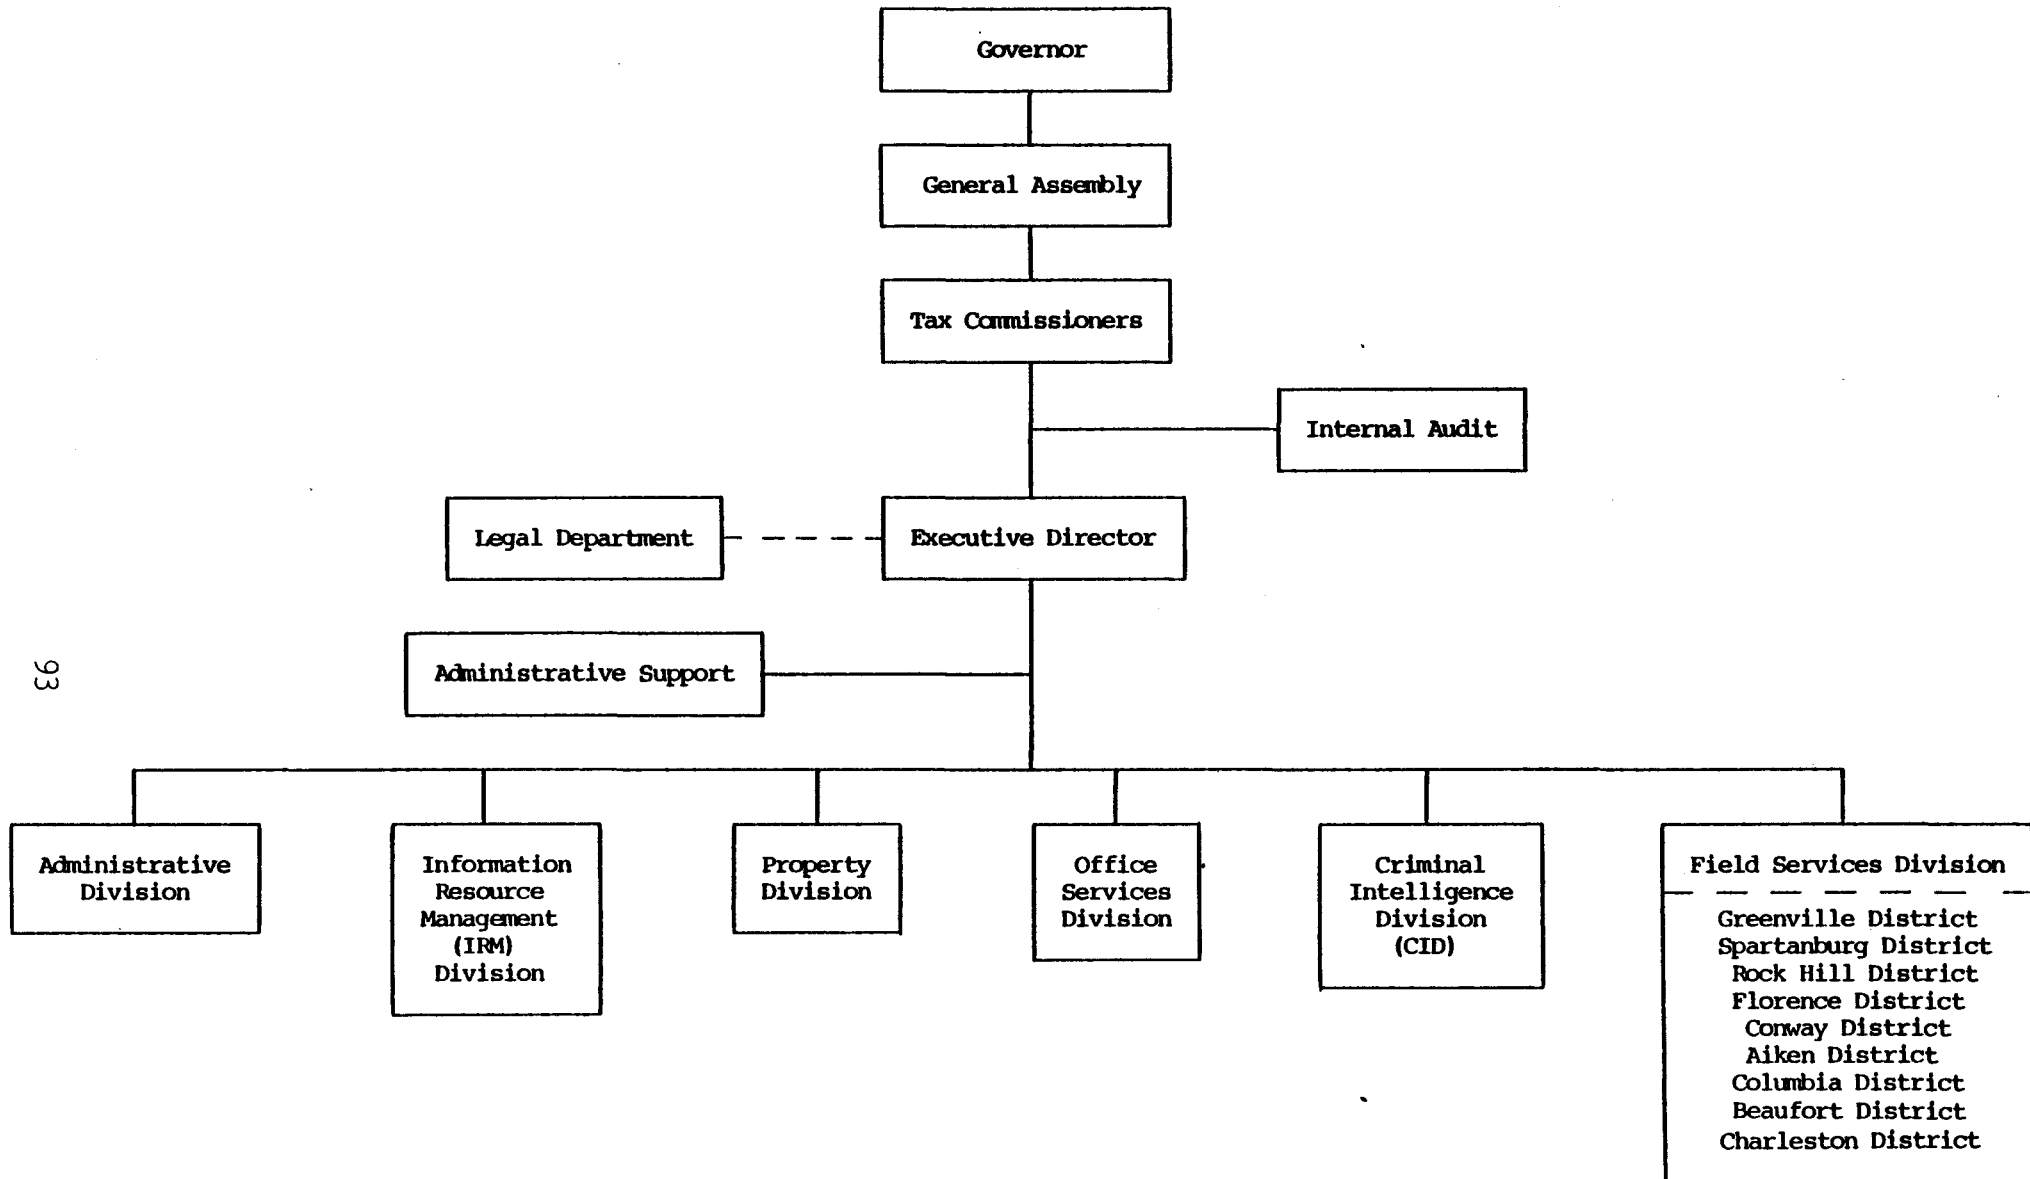 Governor
General Assembly
Tax Commissioners
Internal Audit
Legal Department
Executive Director
Administrative Support
93
Administrative
Division
Information
Resource
Management
(IRM)
Division
Property
Division
Office
Services
Division
Criminal
Intelligence
Division
(CID)
Field Services Division
Greenville District
Spartanburg District
Rock Hill District
Florence District
Conway District
Aiken District
Columbia District
Beaufort District
Charleston District